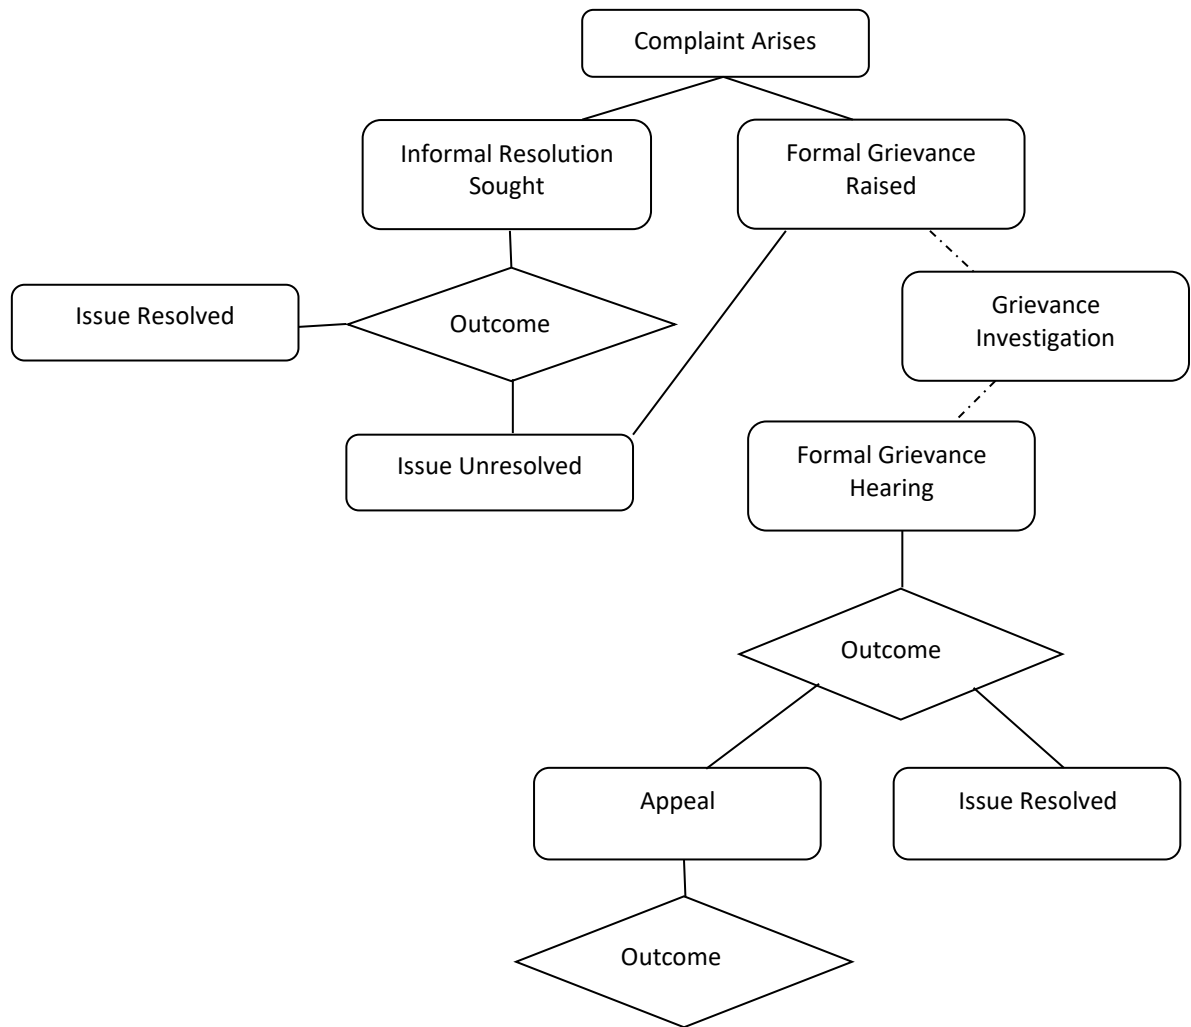 Complaint Arises
Informal Resolution
Sought
Formal Grievance
Raised
Issue Resolved
Outcome
Grievance
Investigation
Issue Unresolved
Formal Grievance
Hearing
Outcome
Appeal
Issue Resolved
Outcome